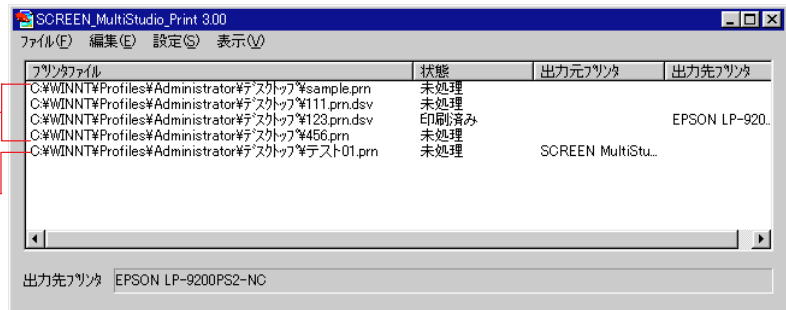 SCREEN_MultiStudio_Print 3.00
ﾌｧｲﾙ(F) 編集(E) 設定(S) 表示(V)
ﾌﾟﾘﾝﾀﾌｧｲﾙ 状態 出力元ﾌﾟﾘﾝﾀ 出力先ﾌﾟﾘﾝﾀ
C:¥WINNT¥Profiles¥Administrator¥ﾃﾞｽｸﾄｯﾌﾟ¥sample.prn 未処理
C:¥WINNT¥Profiles¥Administrator¥ﾃﾞｽｸﾄｯﾌﾟ¥111.prn.dsv 未処理
C:¥WINNT¥Profiles¥Administrator¥ﾃﾞｽｸﾄｯﾌﾟ¥123.prn.dsv 印刷済み EPSON LP-920..
C:¥WINNT¥Profiles¥Administrator¥ﾃﾞｽｸﾄｯﾌﾟ¥456.prn 未処理
C:¥WINNT¥Profiles¥Administrator¥ﾃﾞｽｸﾄｯﾌﾟ¥テスト01.prn 未処理 SCREEN MultiStu...
出力先ﾌﾟﾘﾝﾀ EPSON LP-9200PS2-NC